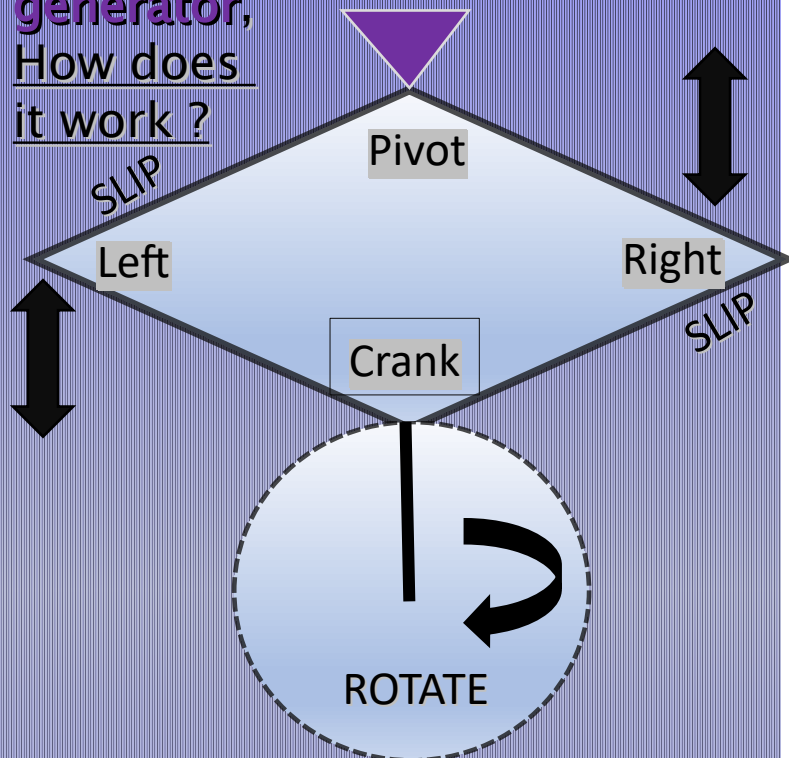 generator,
How does
it work ?
Pivot
SLIP
Left
Right
SLIP
Crank
ROTATE